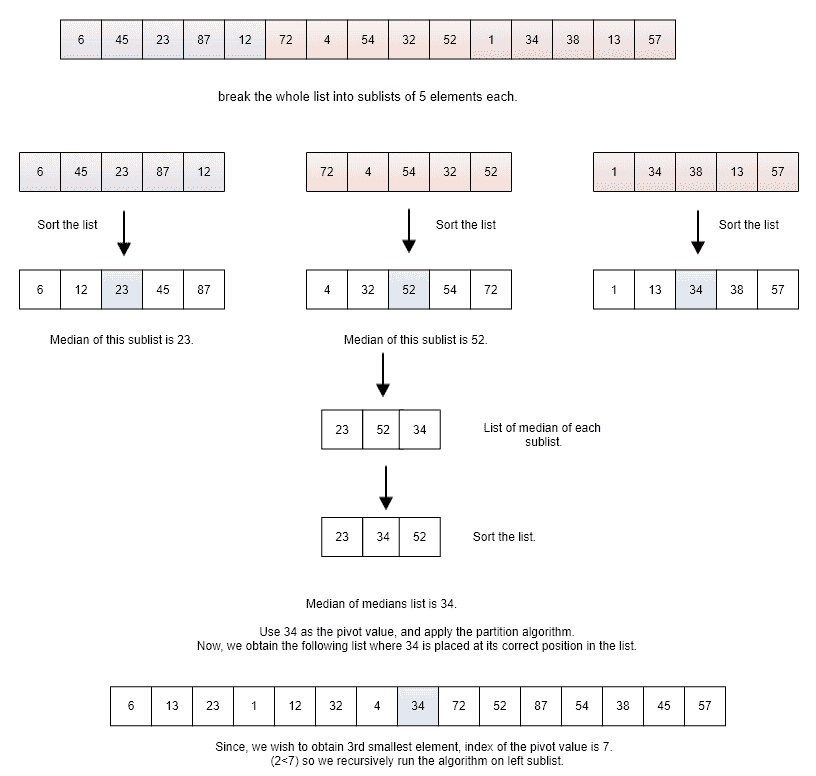 6 45 23 87 12 72 4 54 32 52 1 34 38 13 57
break the whole list into sublists of 5 elements each.
6 45 23 87 12
72 4 54 32 52
1 34 38 13 57
Sort the list
Sort the list
Sort the list
6 12 23 45 87
4 32 52 54 72
1 13 34 38 57
Median of this sublist is 23.
Median of this sublist is 52.
23 52 34
List of median of each
sublist.
23 34 52
Sort the list.
Median of medians list is 34.
Use 34 as the pivot value, and apply the partition algorithm.
Now, we obtain the following list where 34 is placed at its correct position in the list.
6 13 23 1 12 32 4 34 72 52 87 54 38 45 57
Since, we wish to obtain 3rd smallest element, index of the pivot value is 7.
(2<7) so we recursively run the algorithm on left sublist.